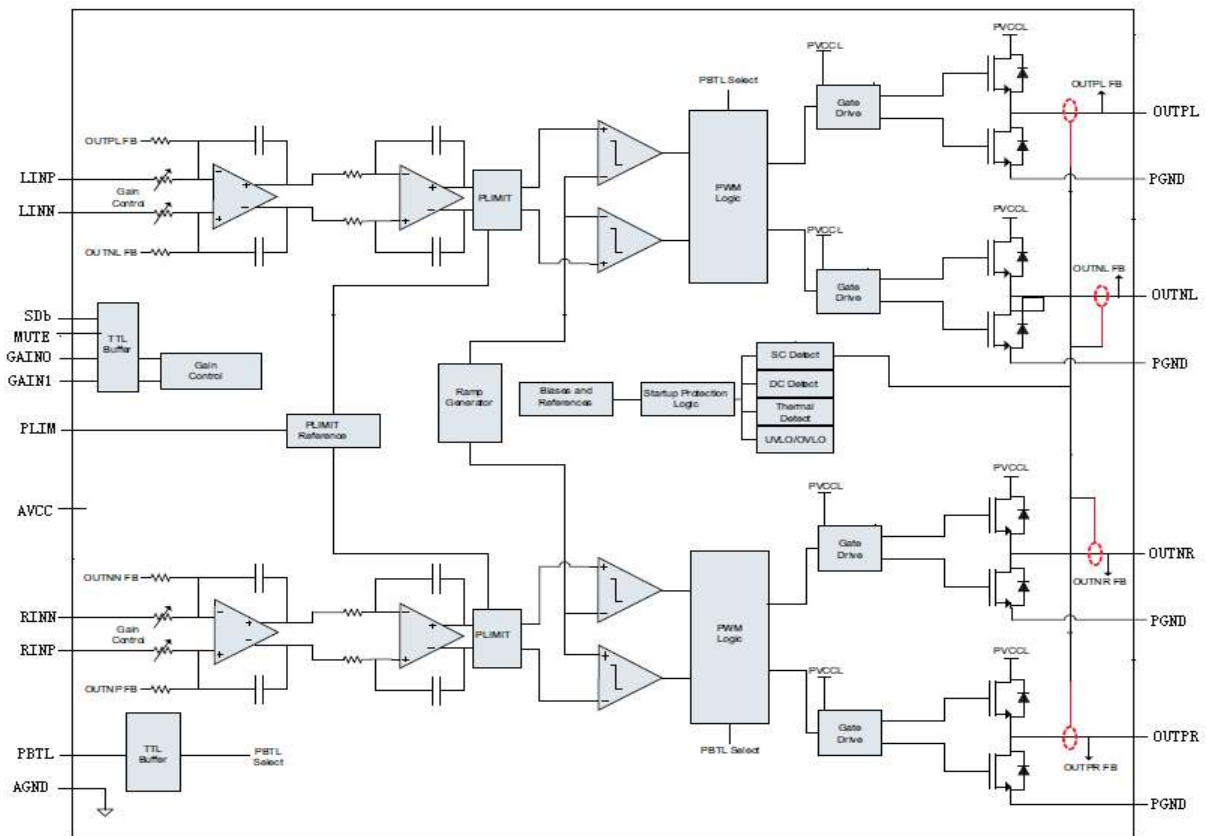 PVCCL
PVCCL
PBTL Select
OUTPL FB
Gate
Drive
OUTPL
OUTPL FB
LINP
Gain
Control
LINN
PLIMIT
PWM
Logic
PGND
OUTNL FB
PVCCL
PVCCL
OUTNL FB
Gate
Drive
OUTNL
SDb
MUTE
GAIN0
GAIN1
TTL
Buffer
Gain
Control
SC Detect
DC Detect
Thermal
Detect
UVLO/OVLO
PGND
Ramp
Generator
Biases and
References
Startup Protection
Logic
PLIM
PLIMIT
Reference
PVCCL
PVCCL
AVCC
Gate
Drive
OUTNR
OUTNN FB
OUTNR FB
RINN
Gain
Control
RINP
PLIMIT
PWM
Logic
PGND
OUTNP FB
PVCCL
PVCCL
Gate
Drive
OUTPR
PBTL
TTL
Buffer
PBTL
Select
PBTL Select
OUTPR FB
AGND
PGND